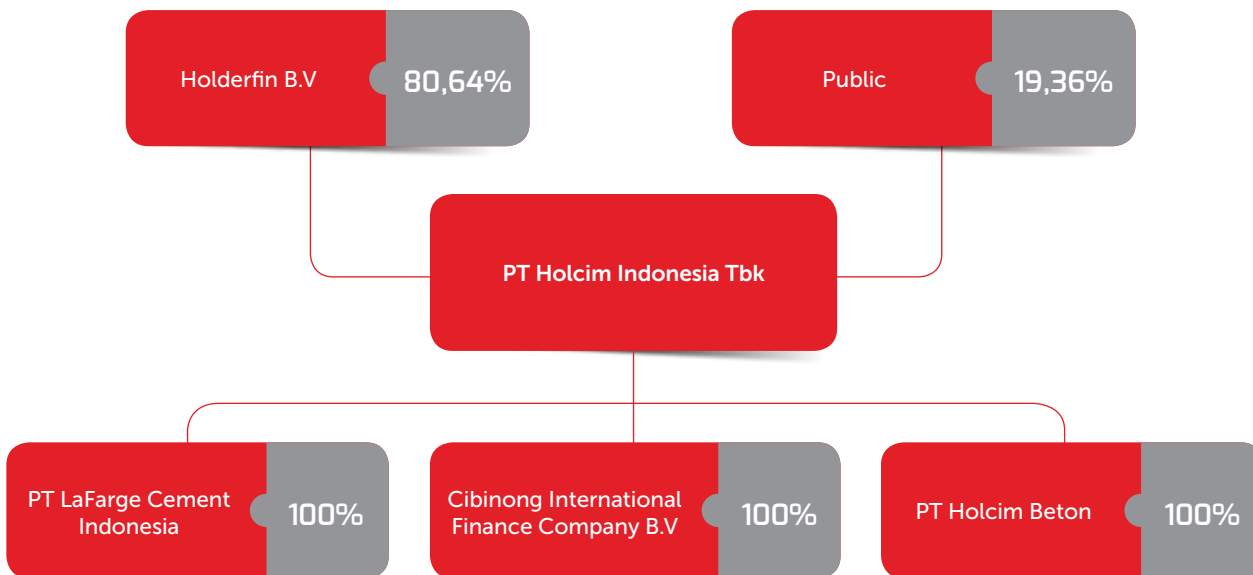 Holderfin B.V
80,64%
Public
19,36%
PT Holcim Indonesia Tbk
PT LaFarge Cement
Indonesia
100%
Cibinong International
Finance Company B.V
100%
PT Holcim Beton
100%